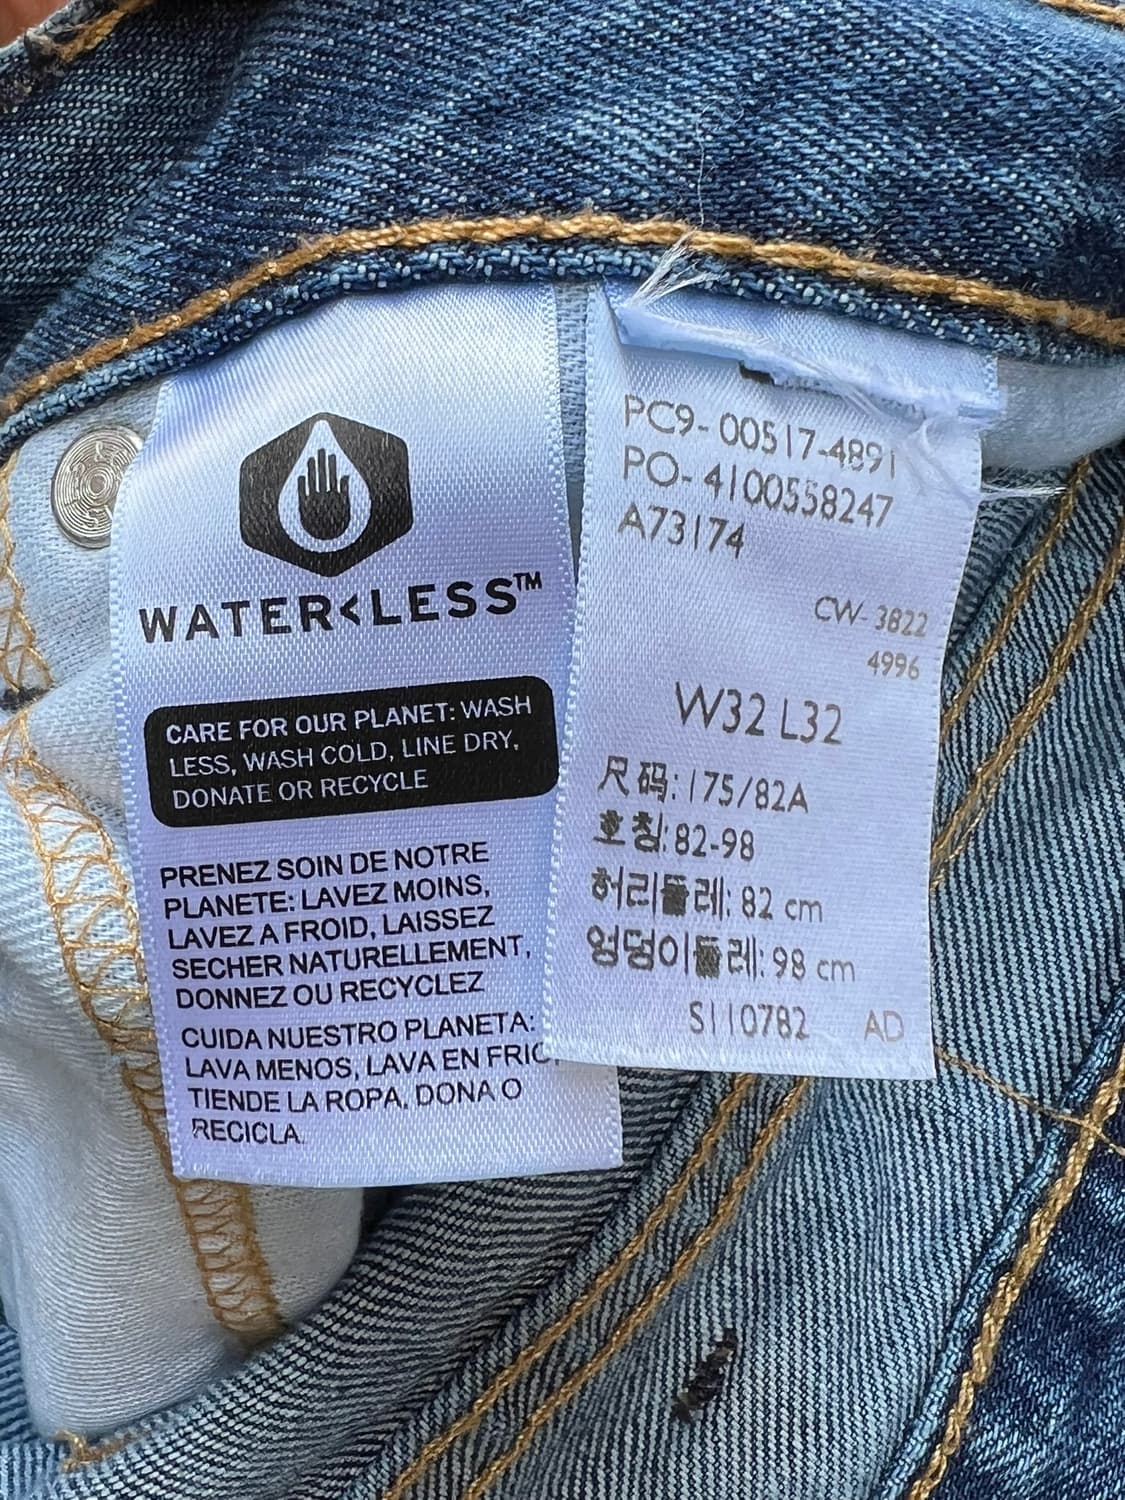 WATER<LESS™
CARE FOR OUR PLANET: WASH
LESS, WASH COLD, LINE DRY,
DONATE OR RECYCLE
PRENEZ SOIN DE NOTRE
PLANETE: LAVEZ MOINS,
LAVEZ A FROID, LAISSEZ
SECHER NATURELLEMENT,
DONNEZ OU RECYCLEZ
CUIDA NUESTRO PLANETA:
LAVA MENOS, LAVA EN FRIO,
TIENDE LA ROPA, DONA O
RECICLA.
PC9-00517-4891
PO-4100558247
A73174
CW-3822
4996
W32 L32
尺码: 175/82A
호칭: 82-98
허리둘레: 82 cm
엉덩이둘레: 98 cm
S110782 AD